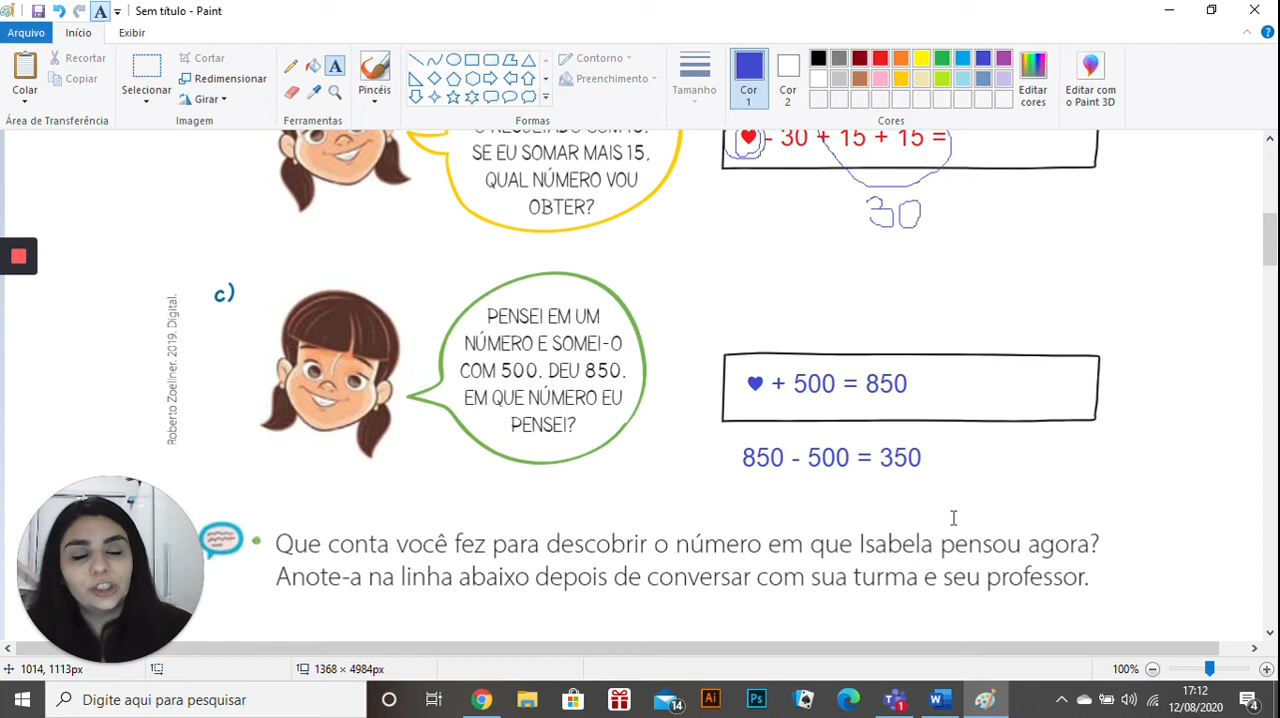 Sem título - Paint
Arquivo
Início
Exibir
Colar
Recortar
Copiar
Área de Transferência
Selecionar
Cortar
Redimensionar
Girar
Imagem
Ferramentas
Pincéis
Formas
Contorno
Preenchimento
Tamanho
Cor
1
Cor
2
Editar
cores
Cores
Editar com
o Paint 3D
SE EU SOMAR MAIS 15,
QUAL NÚMERO VOU
OBTER?
♥ - 30 + 15 + 15 =
30
c)
Roberto Zoellner. 2019. Digital.
PENSEI EM UM
NÚMERO E SOMEI-O
COM 500. DEU 850.
EM QUE NÚMERO EU
PENSEI?
♥ + 500 = 850
850 - 500 = 350
Que conta você fez para descobrir o número em que Isabela pensou agora?
Anote-a na linha abaixo depois de conversar com sua turma e seu professor.
1014, 1113px
1368 × 4984px
100%
Digite aqui para pesquisar
14
Ai
Ps
1
17:12
12/08/2020
4